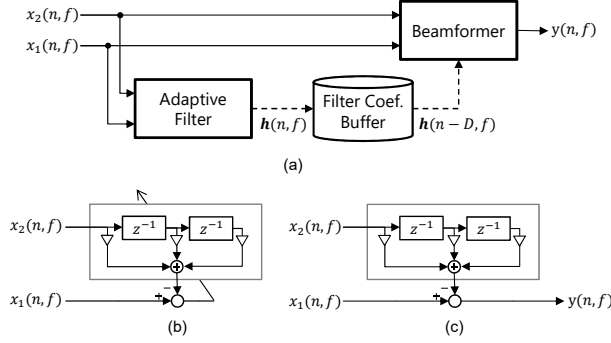 x₂(n, f)
x₁(n, f)
Beamformer
y(n, f)
Adaptive
Filter
h(n, f)
Filter Coef.
Buffer
h(n − D, f)
(a)
x₂(n, f)
z⁻¹
z⁻¹
+
−
+
x₁(n, f)
(b)
x₂(n, f)
z⁻¹
z⁻¹
+
−
+
x₁(n, f)
y(n, f)
(c)